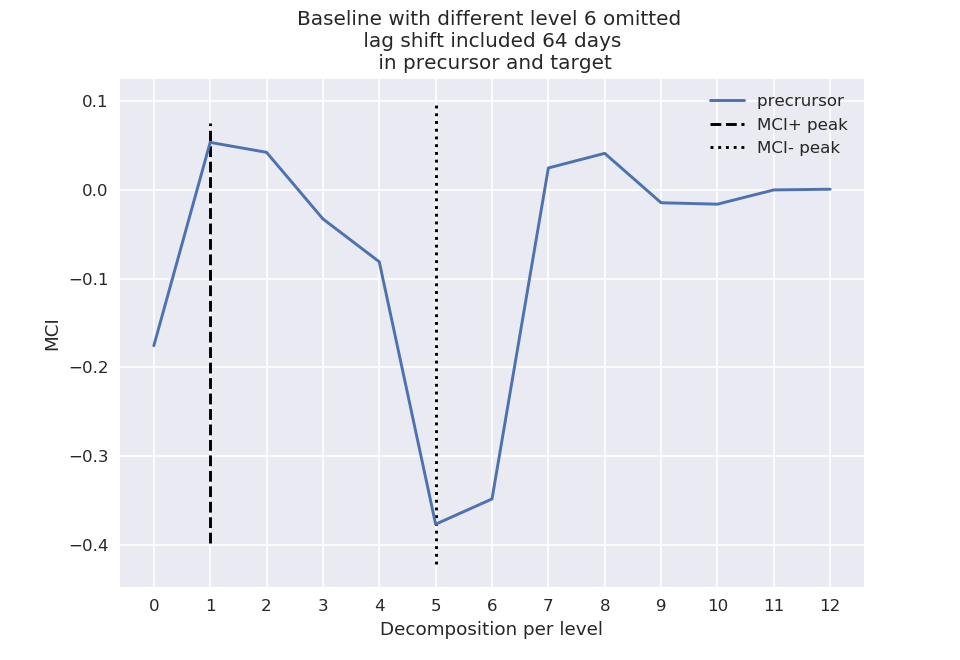 Baseline with different level 6 omitted
lag shift included 64 days
in precursor and target
precrursor
MCI+ peak
MCI- peak
0.1
0.0
−0.1
−0.2
−0.3
−0.4
MCI
0 1 2 3 4 5 6 7 8 9 10 11 12
Decomposition per level